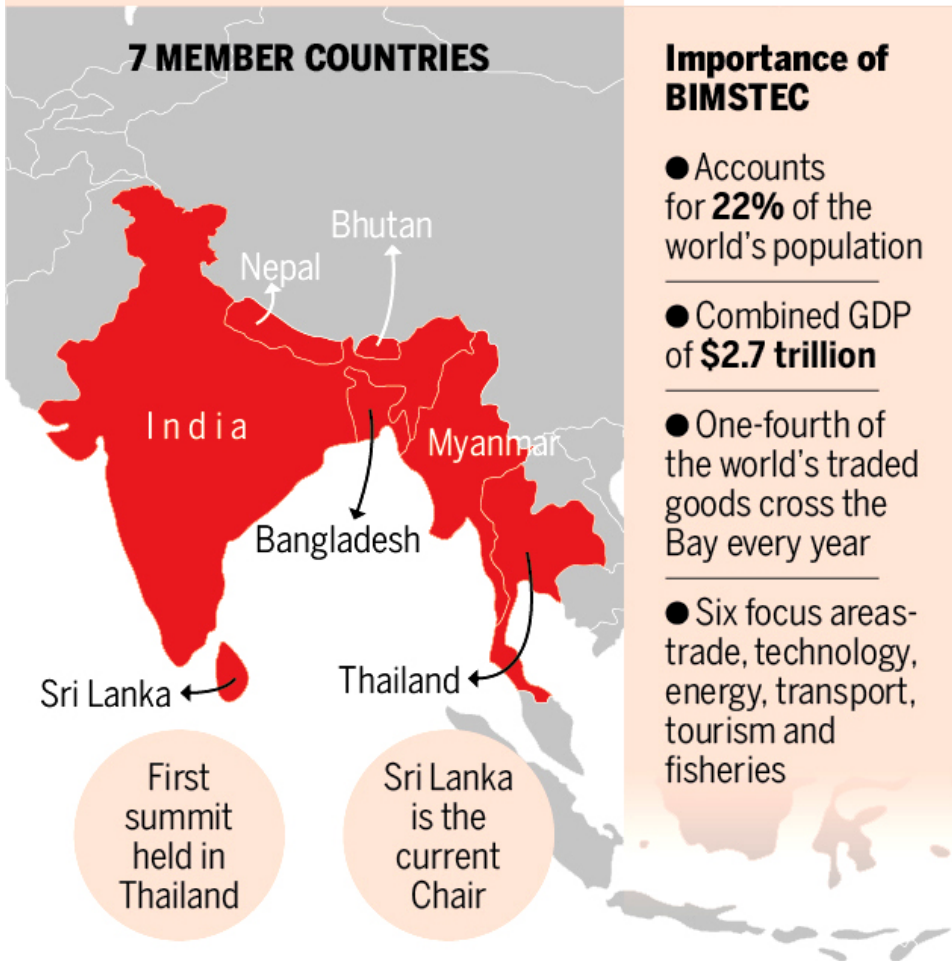 7 MEMBER COUNTRIES
Bhutan
Nepal
India
Myanmar
Bangladesh
Thailand
Sri Lanka
First
summit
held in
Thailand
Sri Lanka
is the
current
Chair
Importance of
BIMSTEC
● Accounts
for 22% of the
world's population
● Combined GDP
of $2.7 trillion
● One-fourth of
the world's traded
goods cross the
Bay every year
● Six focus areas-
trade, technology,
energy, transport,
tourism and
fisheries